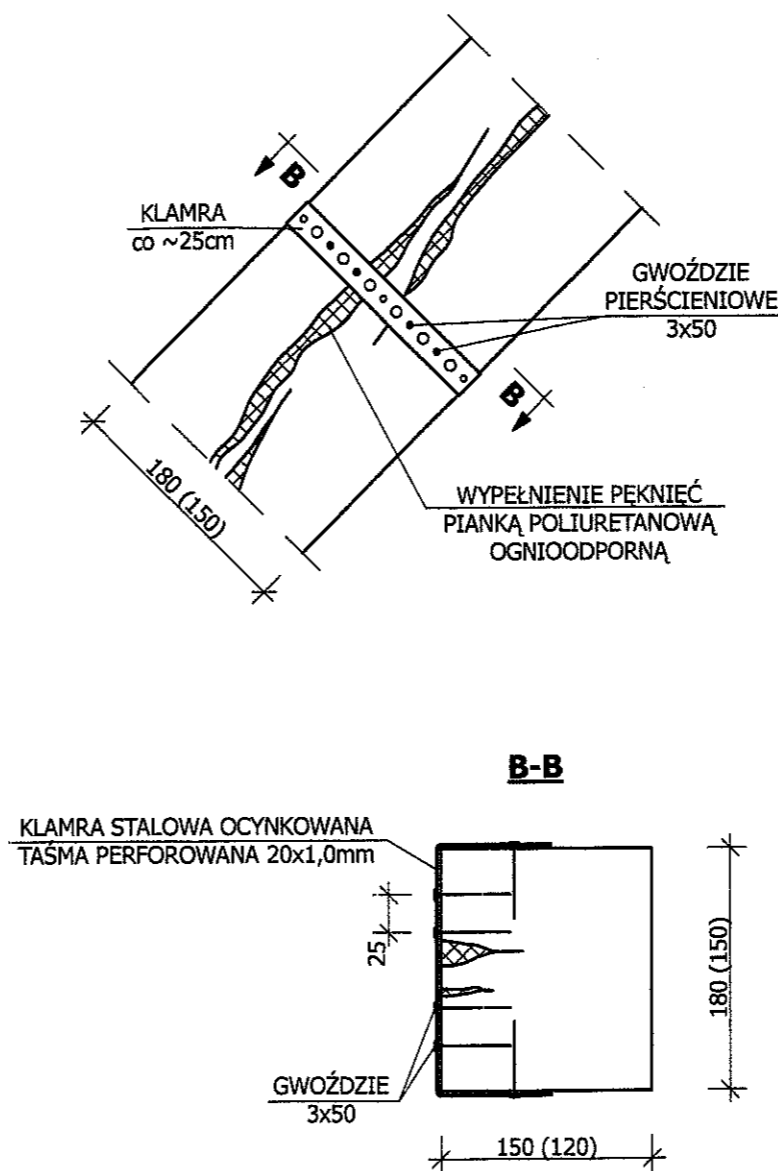 B
KLAMRA
co ~25cm
GWOŹDZIE
PIERŚCIENIOWE
3x50
B
180 (150)
WYPEŁNIENIE PĘKNIĘĆ
PIANKĄ POLIURETANOWĄ
OGNIOODPORNĄ
B-B
KLAMRA STALOWA OCYNKOWANA
TAŚMA PERFOROWANA 20x1,0mm
25
180 (150)
GWOŹDZIE
3x50
150 (120)